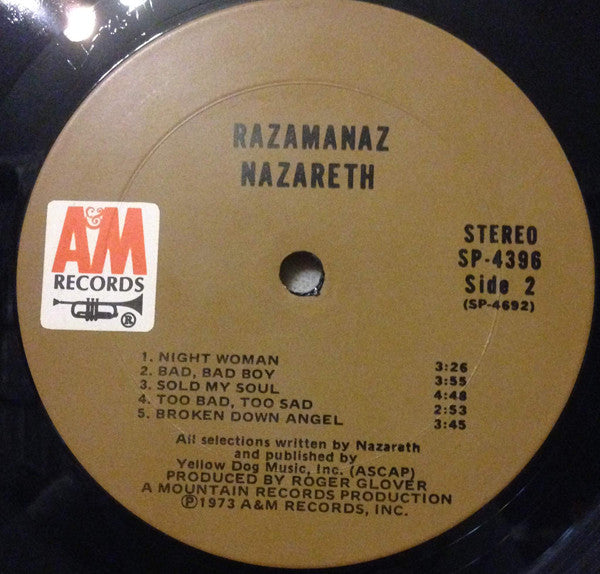 RAZAMANAZ
NAZARETH
A&M
RECORDS
®
STEREO
SP-4396
Side 2
(SP-4692)
1. NIGHT WOMAN 3:26
2. BAD, BAD BOY 3:55
3. SOLD MY SOUL 4:48
4. TOO BAD, TOO SAD 2:53
5. BROKEN DOWN ANGEL 3:45
All selections written by Nazareth
and published by
Yellow Dog Music, Inc. (ASCAP)
PRODUCED BY ROGER GLOVER
A MOUNTAIN RECORDS PRODUCTION
℗1973 A&M RECORDS, INC.